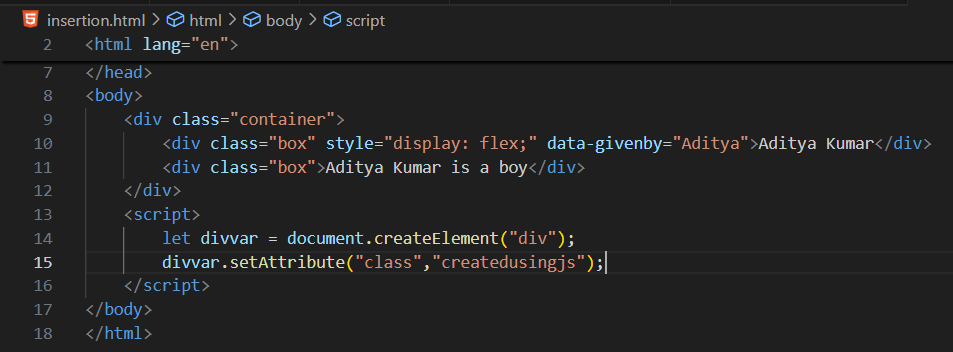 insertion.html > html > body > script
2 <html lang="en">
7 </head>
8 <body>
9 <div class="container">
10 <div class="box" style="display: flex;" data-givenby="Aditya">Aditya Kumar</div>
11 <div class="box">Aditya Kumar is a boy</div>
12 </div>
13 <script>
14 let divvar = document.createElement("div");
15 divvar.setAttribute("class","createdusingjs");
16 </script>
17 </body>
18 </html>